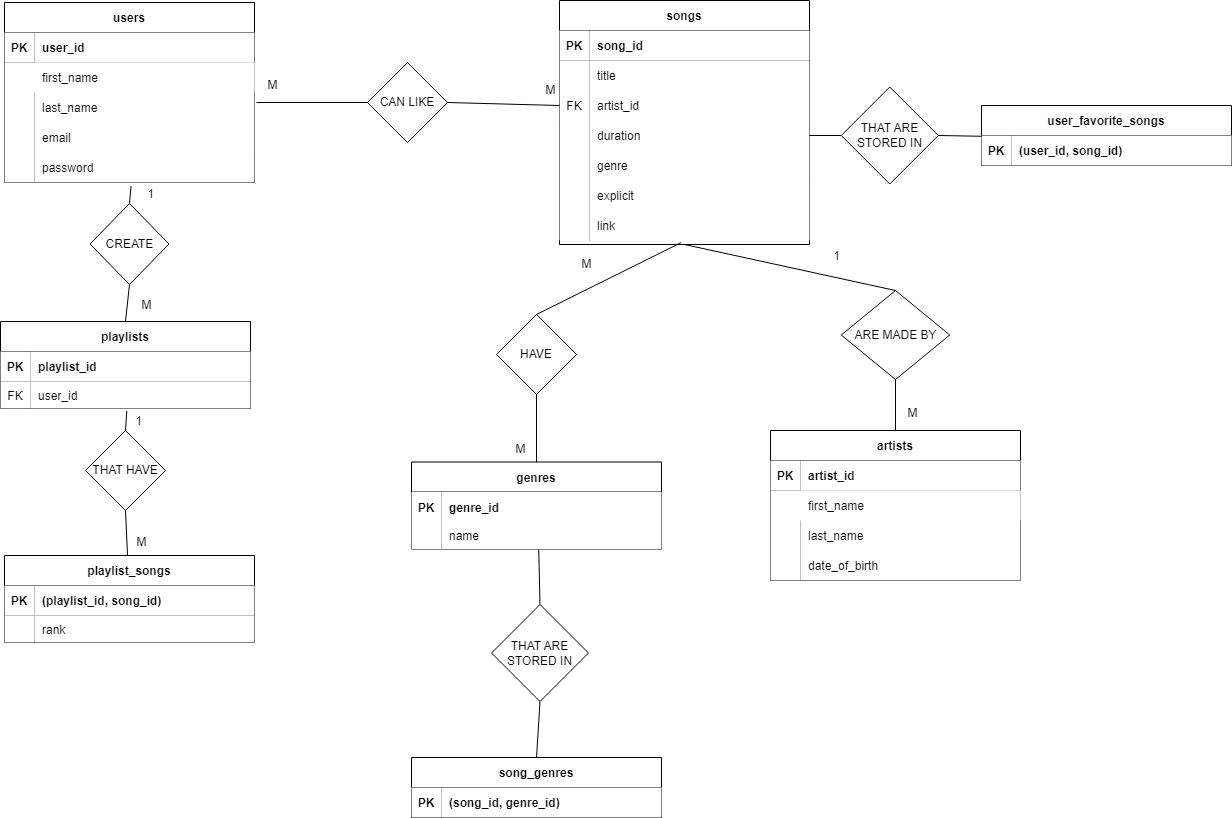 users
PK user_id
first_name
last_name
email
password
M
CAN LIKE
M
songs
PK song_id
title
FK artist_id
duration
genre
explicit
link
THAT ARE
STORED IN
user_favorite_songs
PK (user_id, song_id)
1
CREATE
M
playlists
PK playlist_id
FK user_id
1
THAT HAVE
M
playlist_songs
PK (playlist_id, song_id)
rank
M
HAVE
M
genres
PK genre_id
name
THAT ARE
STORED IN
song_genres
PK (song_id, genre_id)
1
ARE MADE BY
M
artists
PK artist_id
first_name
last_name
date_of_birth